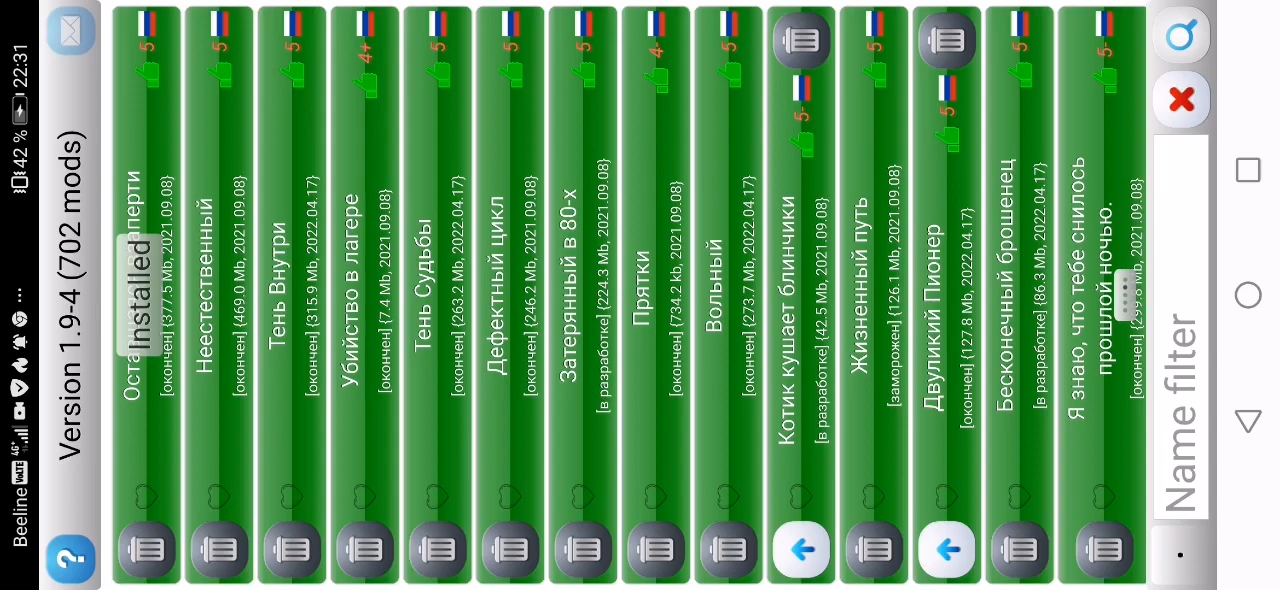 Beeline VoLTE 4G+ ... 42 % 22:31
Version 1.9-4 (702 mods)
Installed
5
[окончен] {377.5 Mb, 2021.09.08}
Неестественный
5
[окончен] {469.0 Mb, 2021.09.08}
Тень Внутри
5
[окончен] {315.9 Mb, 2022.04.17}
Убийство в лагере
4+
[окончен] {7.4 Mb, 2021.09.08}
Тень Судьбы
5
[окончен] {263.2 Mb, 2022.04.17}
Дефектный цикл
5
[окончен] {246.2 Mb, 2021.09.08}
Затерянный в 80-х
5
[в разработке] {224.3 Mb, 2021.09.08}
Прятки
4-
[окончен] {734.2 kb, 2021.09.08}
Вольный
5
[окончен] {273.7 Mb, 2022.04.17}
Котик кушает блинчики
5-
[в разработке] {42.5 Mb, 2021.09.08}
Жизненный путь
5
[заморожен] {126.1 Mb, 2021.09.08}
Двуликий Пионер
5
[окончен] {127.8 Mb, 2022.04.17}
Бесконечный брошенец
5
[в разработке] {86.3 Mb, 2022.04.17}
Я знаю, что тебе снилось
прошлой ночью.
5-
[окончен] {299.8 Mb, 2021.09.08}
Name filter